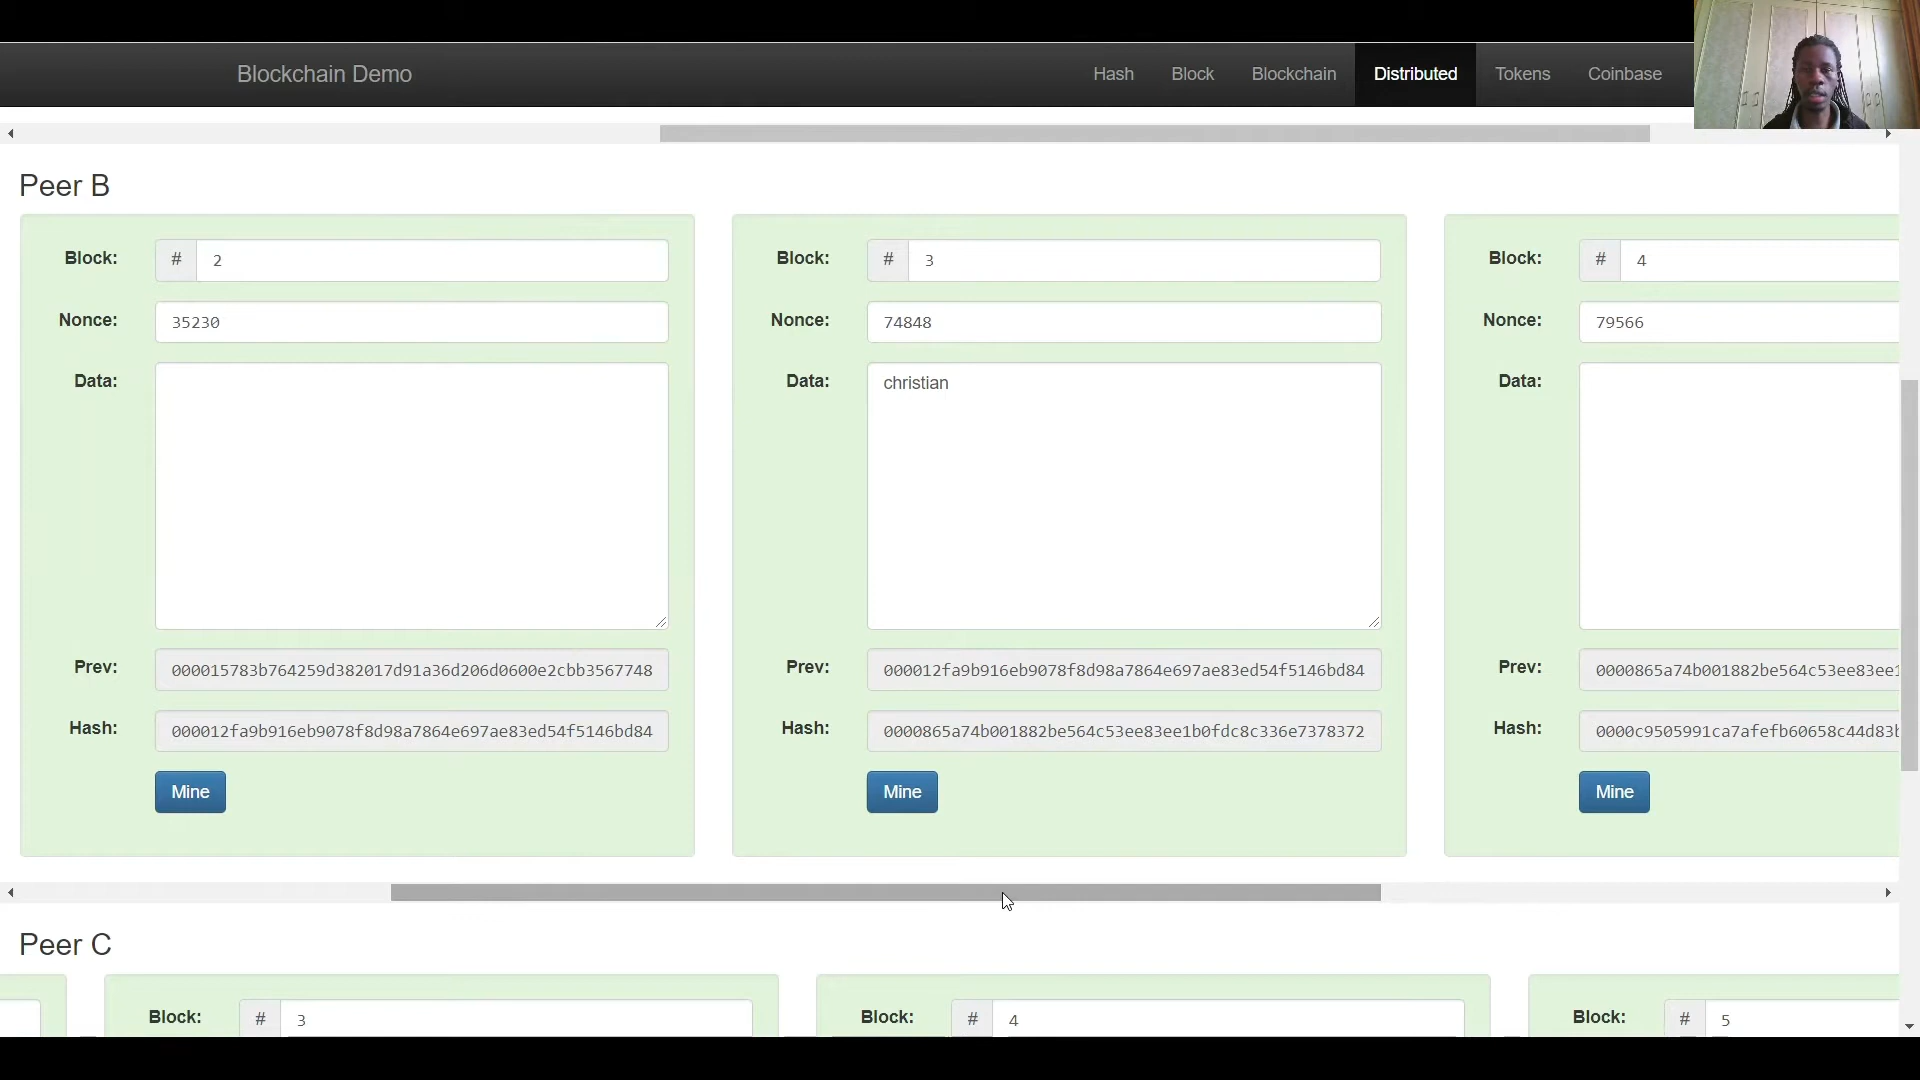 Blockchain Demo
Hash Block Blockchain Distributed Tokens Coinbase
Peer B
Block: # 2
Nonce: 35230
Data:
Prev: 000015783b764259d382017d91a36d206d0600e2cbb3567748
Hash: 000012fa9b916eb9078f8d98a7864e697ae83ed54f5146bd84
Mine
Block: # 3
Nonce: 74848
Data: christian
Prev: 000012fa9b916eb9078f8d98a7864e697ae83ed54f5146bd84
Hash: 0000865a74b001882be564c53ee83ee1b0fdc8c336e7378372
Mine
Block: # 4
Nonce: 79566
Data:
Prev: 0000865a74b001882be564c53ee83ee1
Hash: 0000c9505991ca7afefb60658c44d83b
Mine
Peer C
Block: # 3
Block: # 4
Block: # 5